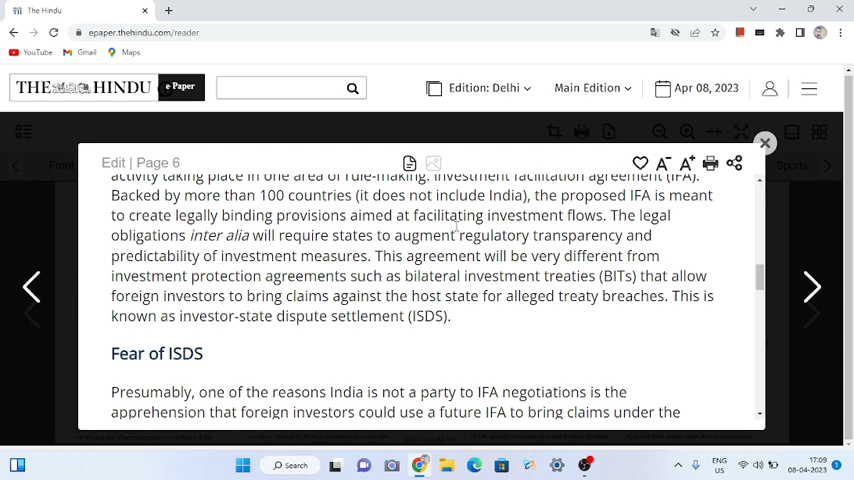 The Hindu
epaper.thehindu.com/reader
YouTube Gmail Maps
THE HINDU e Paper Edition: Delhi Main Edition Apr 08, 2023
Front Sports
Edit | Page 6 A- A+
activity taking place in one area of rule-making: Investment facilitation agreement (IFA).
Backed by more than 100 countries (it does not include India), the proposed IFA is meant
to create legally binding provisions aimed at facilitating investment flows. The legal
obligations inter alia will require states to augment regulatory transparency and
predictability of investment measures. This agreement will be very different from
investment protection agreements such as bilateral investment treaties (BITs) that allow
foreign investors to bring claims against the host state for alleged treaty breaches. This is
known as investor-state dispute settlement (ISDS).
Fear of ISDS
Presumably, one of the reasons India is not a party to IFA negotiations is the
apprehension that foreign investors could use a future IFA to bring claims under the
Search ENG 17:09
US 08-04-2023 1